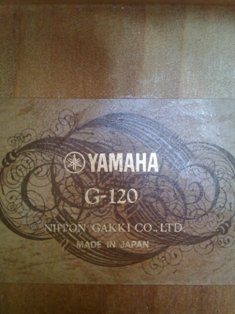 YAMAHA
G-120
NIPPON GAKKI CO., LTD.
MADE IN JAPAN